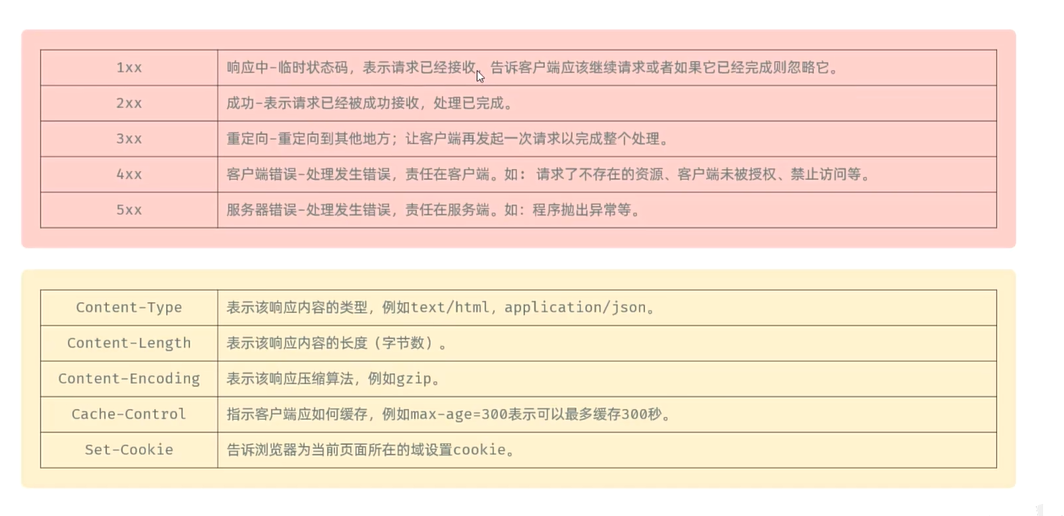 1xx 响应中-临时状态码，表示请求已经接收，告诉客户端应该继续请求或者如果它已经完成则忽略它。
2xx 成功-表示请求已经被成功接收，处理已完成。
3xx 重定向-重定向到其他地方；让客户端再发起一次请求以完成整个处理。
4xx 客户端错误-处理发生错误，责任在客户端。如: 请求了不存在的资源、客户端未被授权、禁止访问等。
5xx 服务器错误-处理发生错误，责任在服务端。如：程序抛出异常等。
Content-Type 表示该响应内容的类型，例如text/html，application/json。
Content-Length 表示该响应内容的长度（字节数）。
Content-Encoding 表示该响应压缩算法，例如gzip。
Cache-Control 指示客户端应如何缓存，例如max-age=300表示可以最多缓存300秒。
Set-Cookie 告诉浏览器为当前页面所在的域设置cookie。